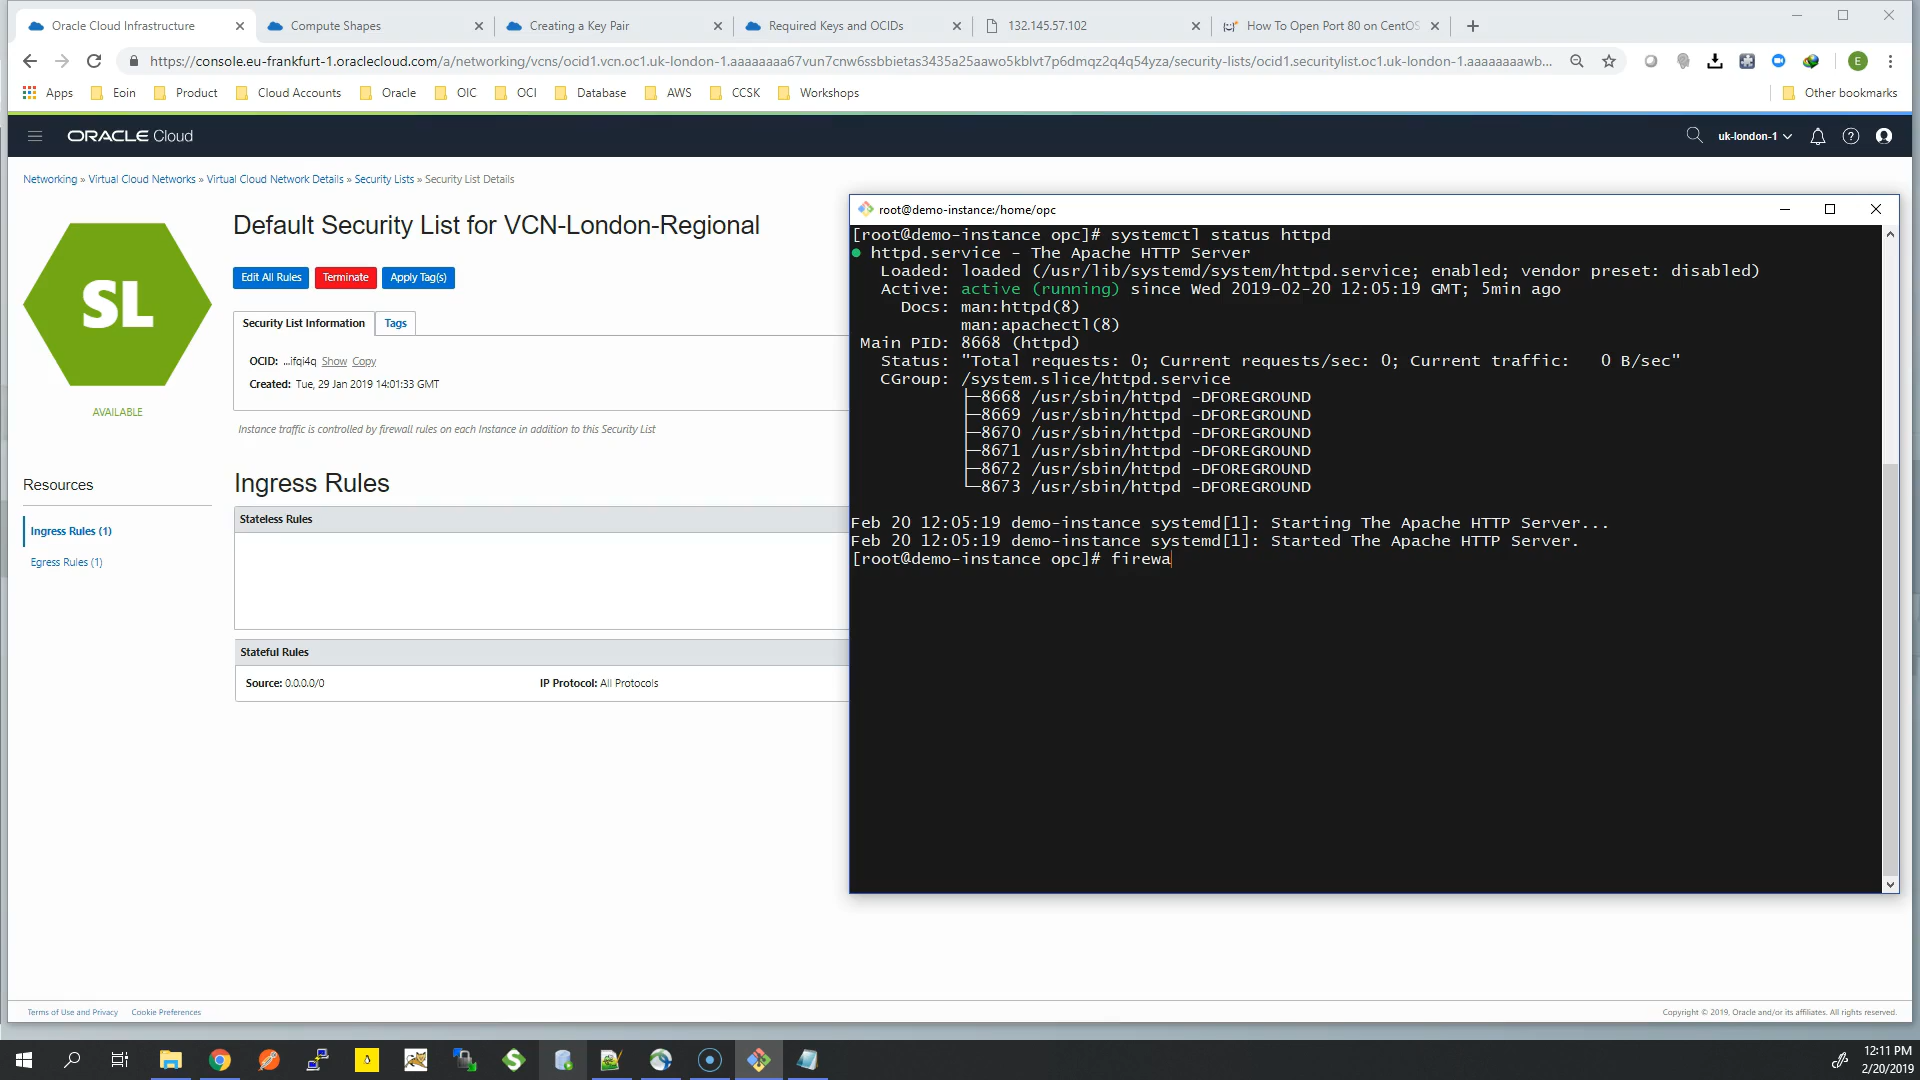 Oracle Cloud Infrastructure
Compute Shapes
Creating a Key Pair
Required Keys and OCIDs
132.145.57.102
How To Open Port 80 on CentOS
https://console.eu-frankfurt-1.oraclecloud.com/a/networking/vcns/ocid1.vcn.oc1.uk-london-1.aaaaaaaa67vun7cnw6ssbbietas3435a25aawo5kblvt7p6dmqz2q4q54yza/security-lists/ocid1.securitylist.oc1.uk-london-1.aaaaaaaawb...
E
Apps
Eoin
Product
Cloud Accounts
Oracle
OIC
OCI
Database
AWS
CCSK
Workshops
Other bookmarks
ORACLE Cloud
uk-london-1
Networking » Virtual Cloud Networks » Virtual Cloud Network Details » Security Lists » Security List Details
SL
AVAILABLE
Default Security List for VCN-London-Regional
Edit All Rules
Terminate
Apply Tag(s)
Security List Information
Tags
OCID: ...ifqi4q Show Copy
Created: Tue, 29 Jan 2019 14:01:33 GMT
Instance traffic is controlled by firewall rules on each Instance in addition to this Security List
Resources
Ingress Rules (1)
Egress Rules (1)
Ingress Rules
Stateless Rules
Stateful Rules
Source: 0.0.0.0/0
IP Protocol: All Protocols
root@demo-instance:/home/opc
[root@demo-instance opc]# systemctl status httpd
● httpd.service - The Apache HTTP Server
Loaded: loaded (/usr/lib/systemd/system/httpd.service; enabled; vendor preset: disabled)
Active: active (running) since Wed 2019-02-20 12:05:19 GMT; 5min ago
Docs: man:httpd(8)
man:apachectl(8)
Main PID: 8668 (httpd)
Status: "Total requests: 0; Current requests/sec: 0; Current traffic: 0 B/sec"
CGroup: /system.slice/httpd.service
├─8668 /usr/sbin/httpd -DFOREGROUND
├─8669 /usr/sbin/httpd -DFOREGROUND
├─8670 /usr/sbin/httpd -DFOREGROUND
├─8671 /usr/sbin/httpd -DFOREGROUND
├─8672 /usr/sbin/httpd -DFOREGROUND
└─8673 /usr/sbin/httpd -DFOREGROUND
Feb 20 12:05:19 demo-instance systemd[1]: Starting The Apache HTTP Server...
Feb 20 12:05:19 demo-instance systemd[1]: Started The Apache HTTP Server.
[root@demo-instance opc]# firewa
Terms of Use and Privacy
Cookie Preferences
Copyright © 2019, Oracle and/or its affiliates. All rights reserved.
12:11 PM
2/20/2019